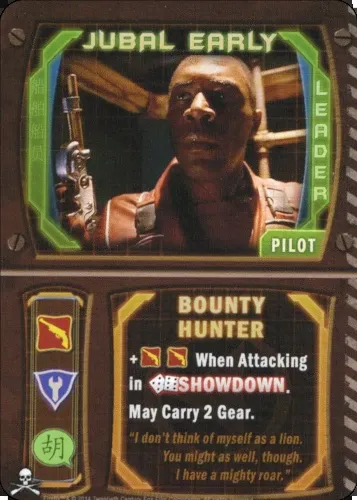 JUBAL EARLY
LEADER
PILOT
BOUNTY
HUNTER
+ When Attacking
in SHOWDOWN.
May Carry 2 Gear.
"I don't think of myself as a lion.
You might as well, though.
I have a mighty roar."
胡